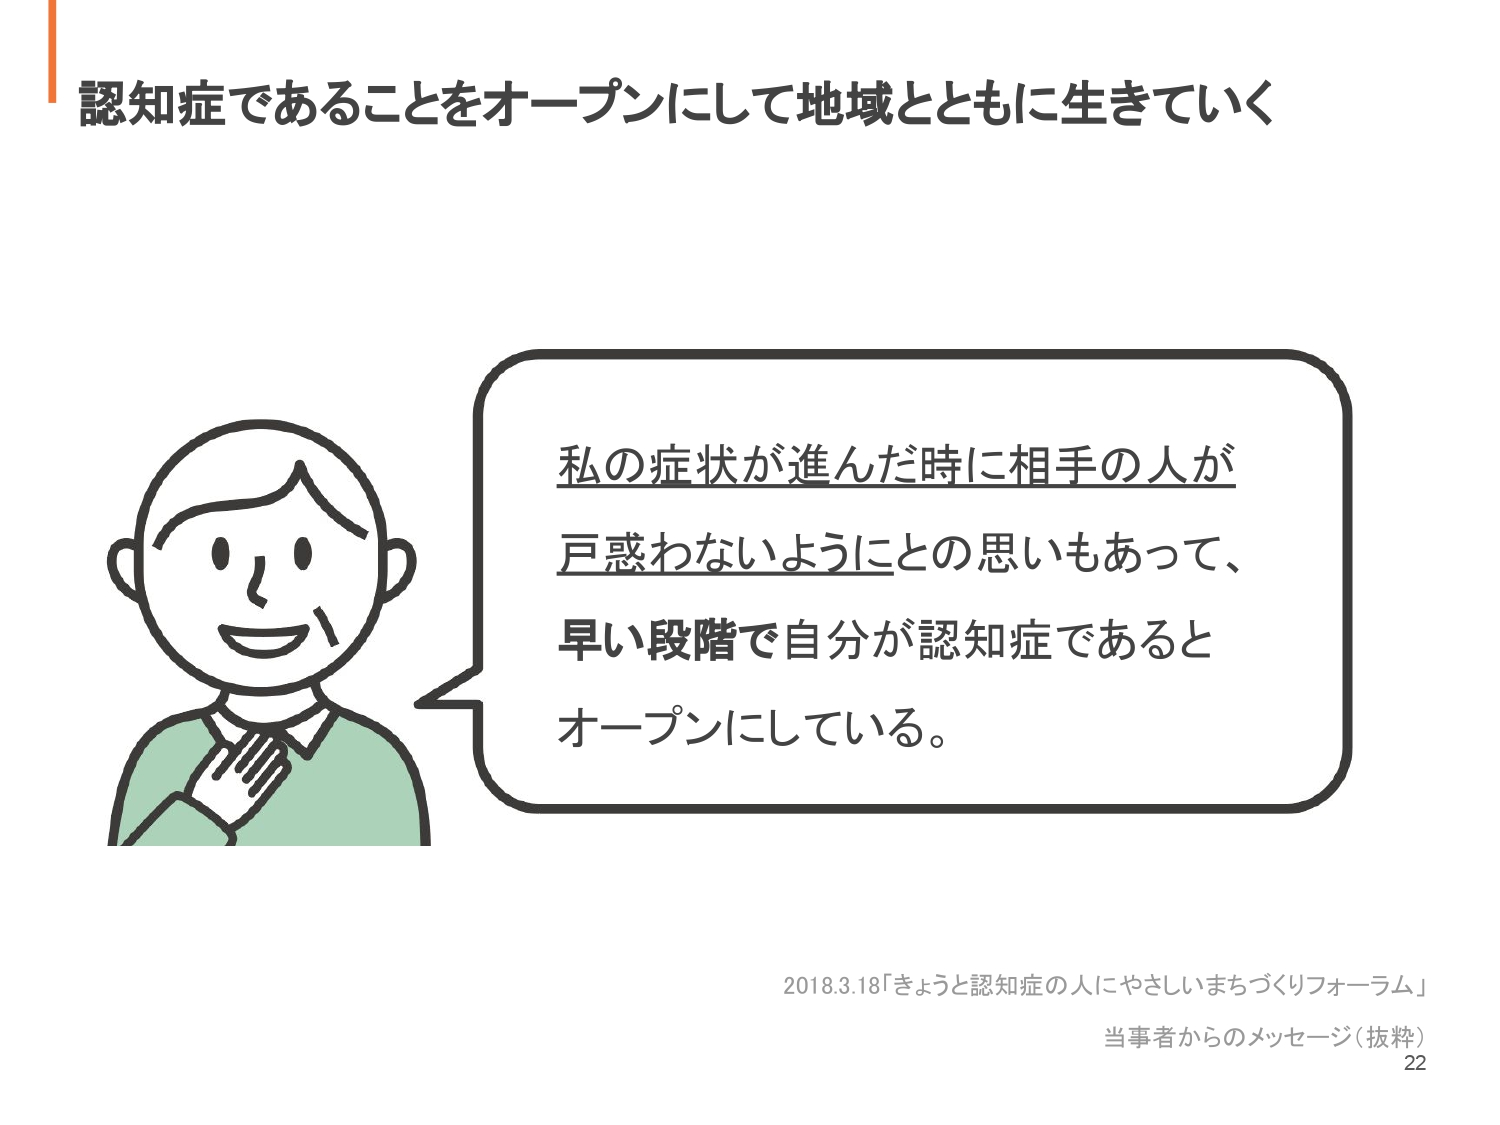 認知症であることをオープンにして地域とともに生きていく
私の症状が進んだ時に相手の人が
戸惑わないようにとの思いもあって、
早い段階で自分が認知症であると
オープンにしている。
2018.3.18「きょうと認知症の人にやさしいまちづくりフォーラム」
当事者からのメッセージ（抜粋）
22